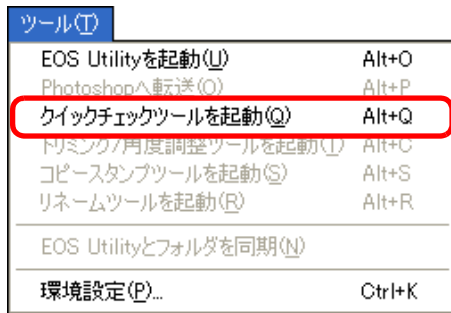 ツール(T)
EOS Utilityを起動(U) Alt+O
Photoshopへ転送(O) Alt+P
クイックチェックツールを起動(Q) Alt+Q
トリミング/角度調整ツールを起動(T) Alt+C
コピースタンプツールを起動(S) Alt+S
リネームツールを起動(R) Alt+R
EOS Utilityとフォルダを同期(N)
環境設定(P)... Ctrl+K